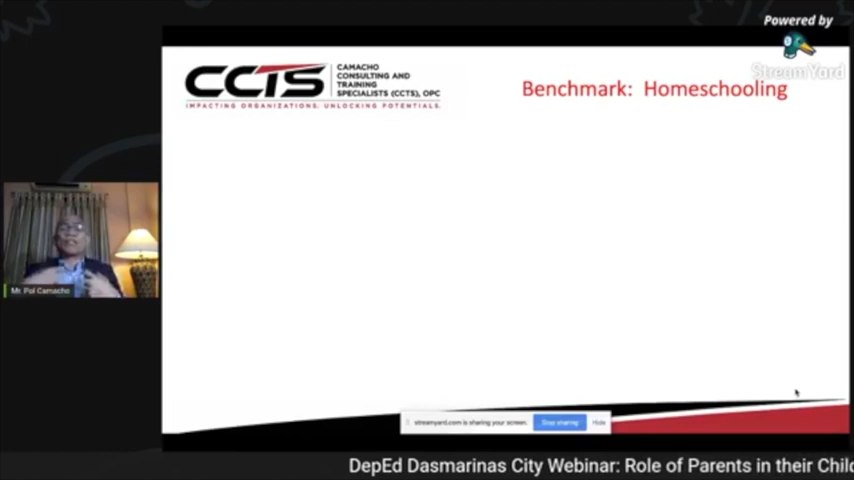 Powered by
StreamYard
CCTS
CAMACHO
CONSULTING AND
TRAINING
SPECIALISTS (CCTS), OPC
IMPACTING ORGANIZATIONS. UNLOCKING POTENTIALS.
Benchmark: Homeschooling
Mr. Pol Camacho
streamyard.com is sharing your screen.
Stop sharing
Hide
DepEd Dasmarinas City Webinar: Role of Parents in their Chil